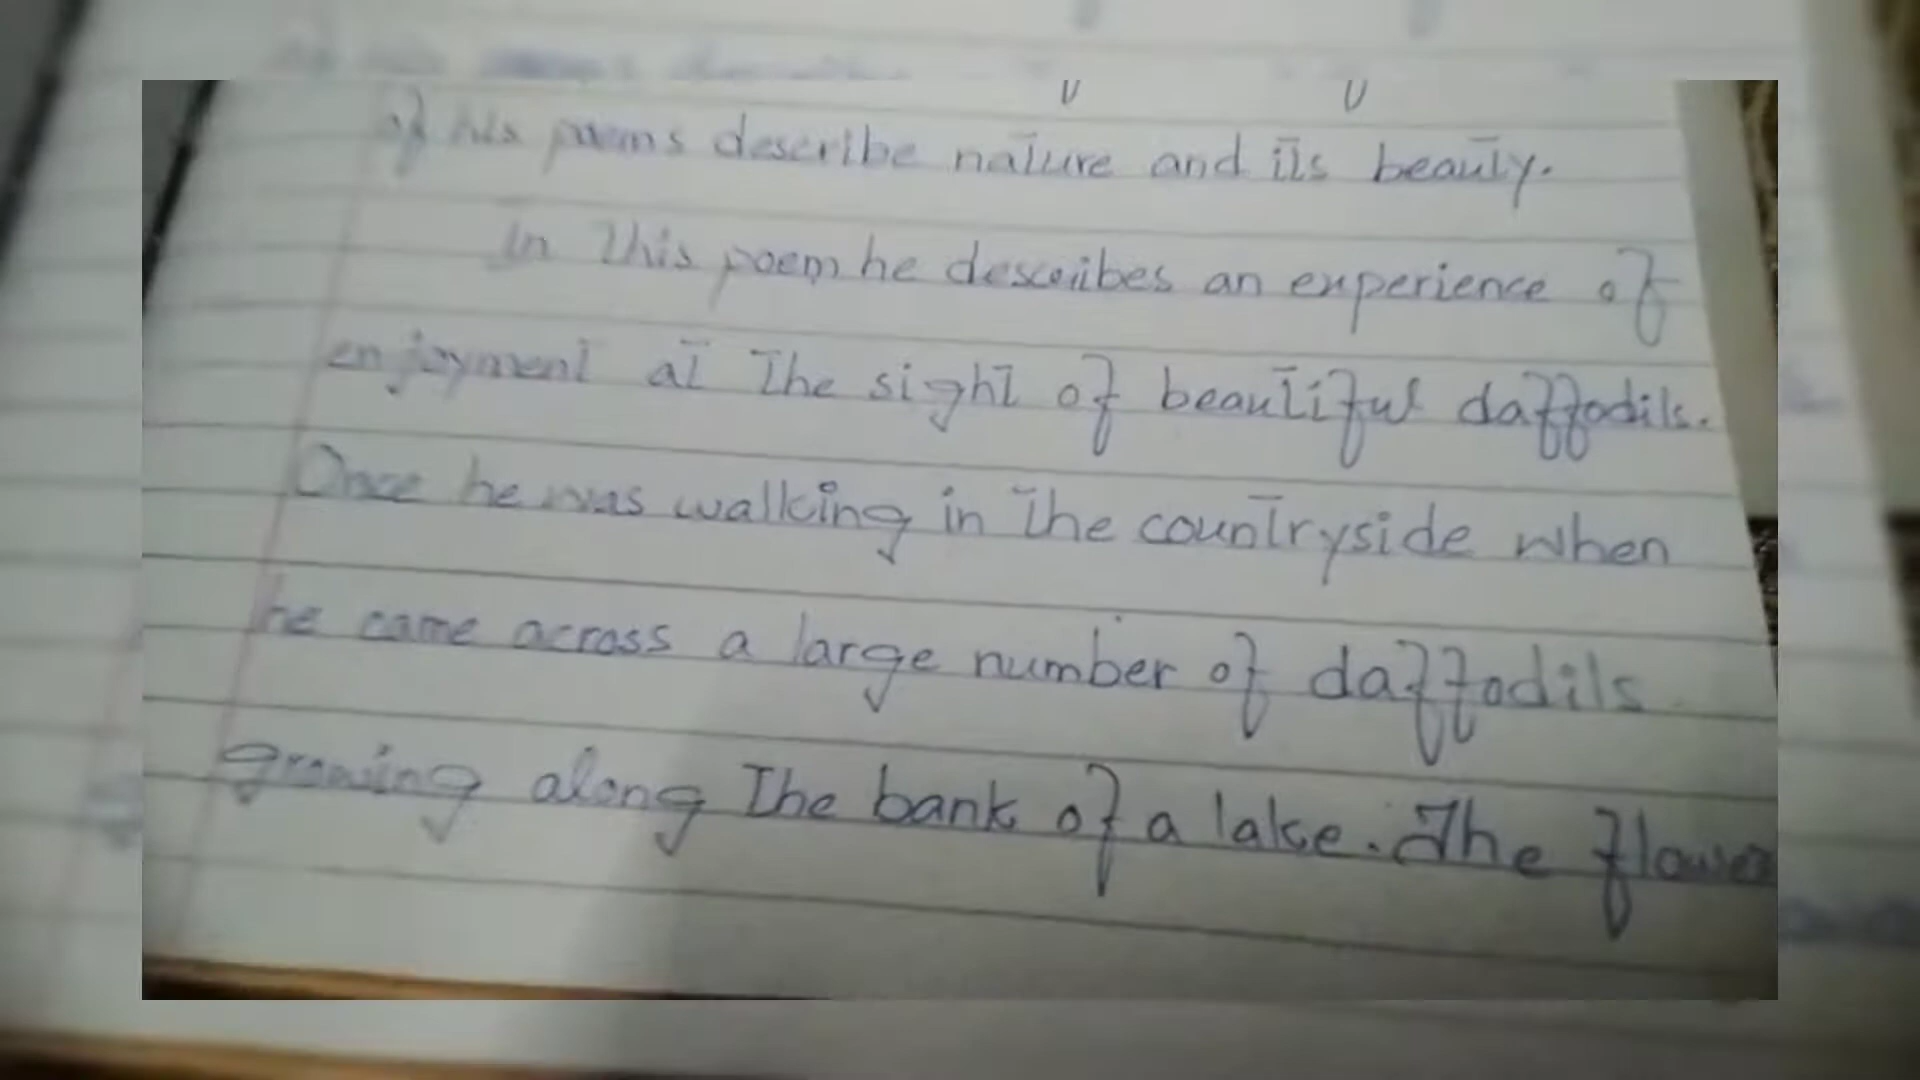 of his poems describe nature and its beauty.
In this poem he describes an experience of
enjoyment at the sight of beautiful daffodils.
Once he was walking in the countryside when
he came across a large number of daffodils
growing along the bank of a lake. The flower